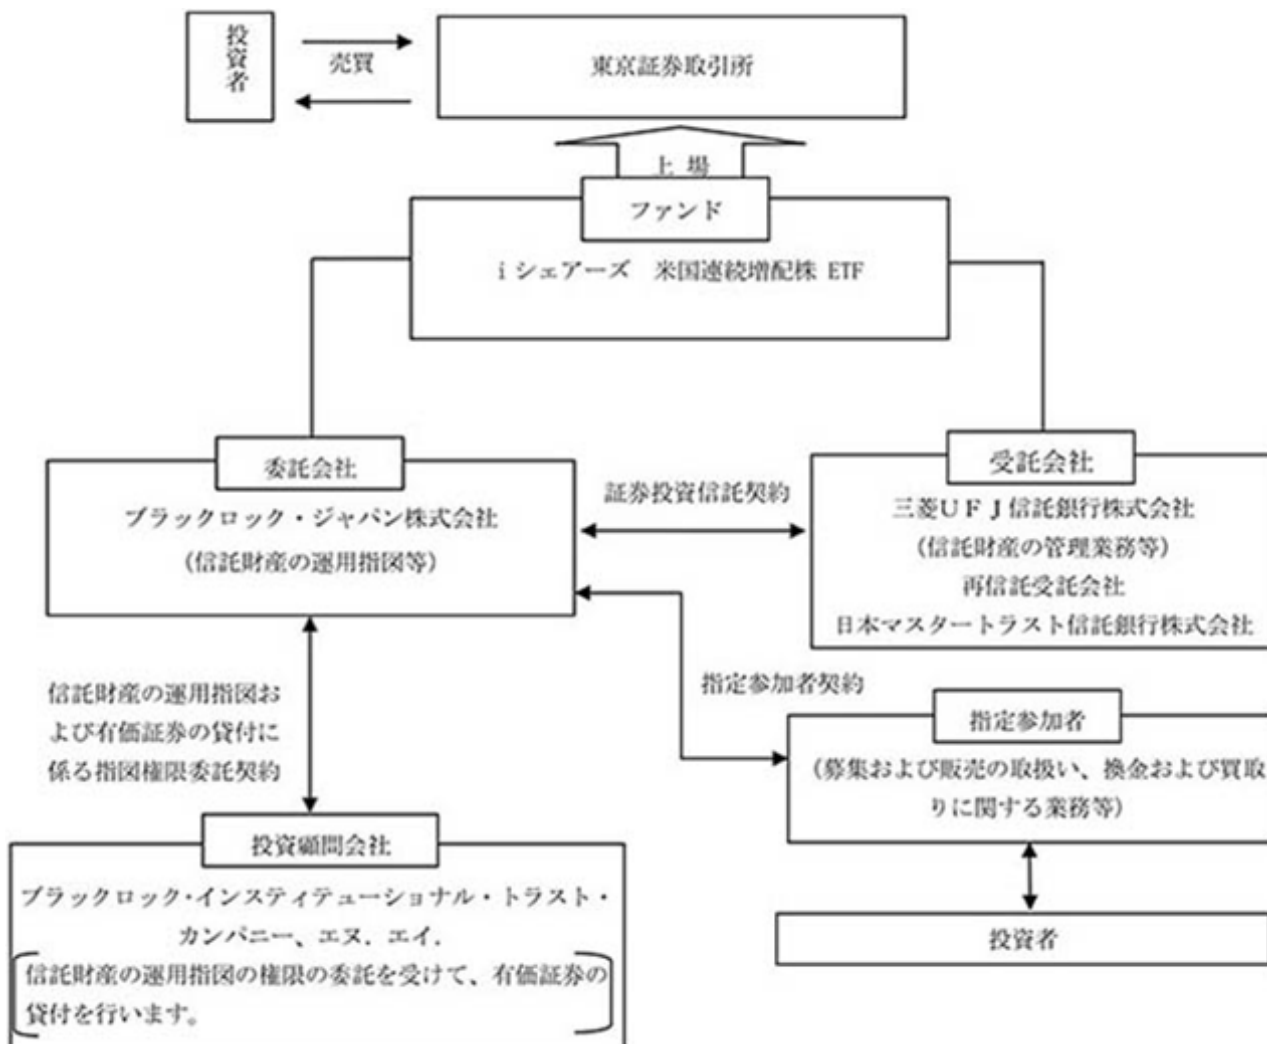 投資者
売買
東京証券取引所
上 場
ファンド
i シェアーズ　米国連続増配株 ETF
委託会社
ブラックロック・ジャパン株式会社
(信託財産の運用指図等)
証券投資信託契約
受託会社
三菱UFJ信託銀行株式会社
(信託財産の管理業務等)
再信託受託会社
日本マスタートラスト信託銀行株式会社
信託財産の運用指図お
よび有価証券の貸付に
係る指図権限委託契約
指定参加者契約
指定参加者
(募集および販売の取扱い、換金および買取
りに関する業務等)
投資者
投資顧問会社
ブラックロック・インスティテューショナル・トラスト・
カンパニー、エヌ．エイ．
信託財産の運用指図の権限の委託を受けて、有価証券の
貸付を行います。